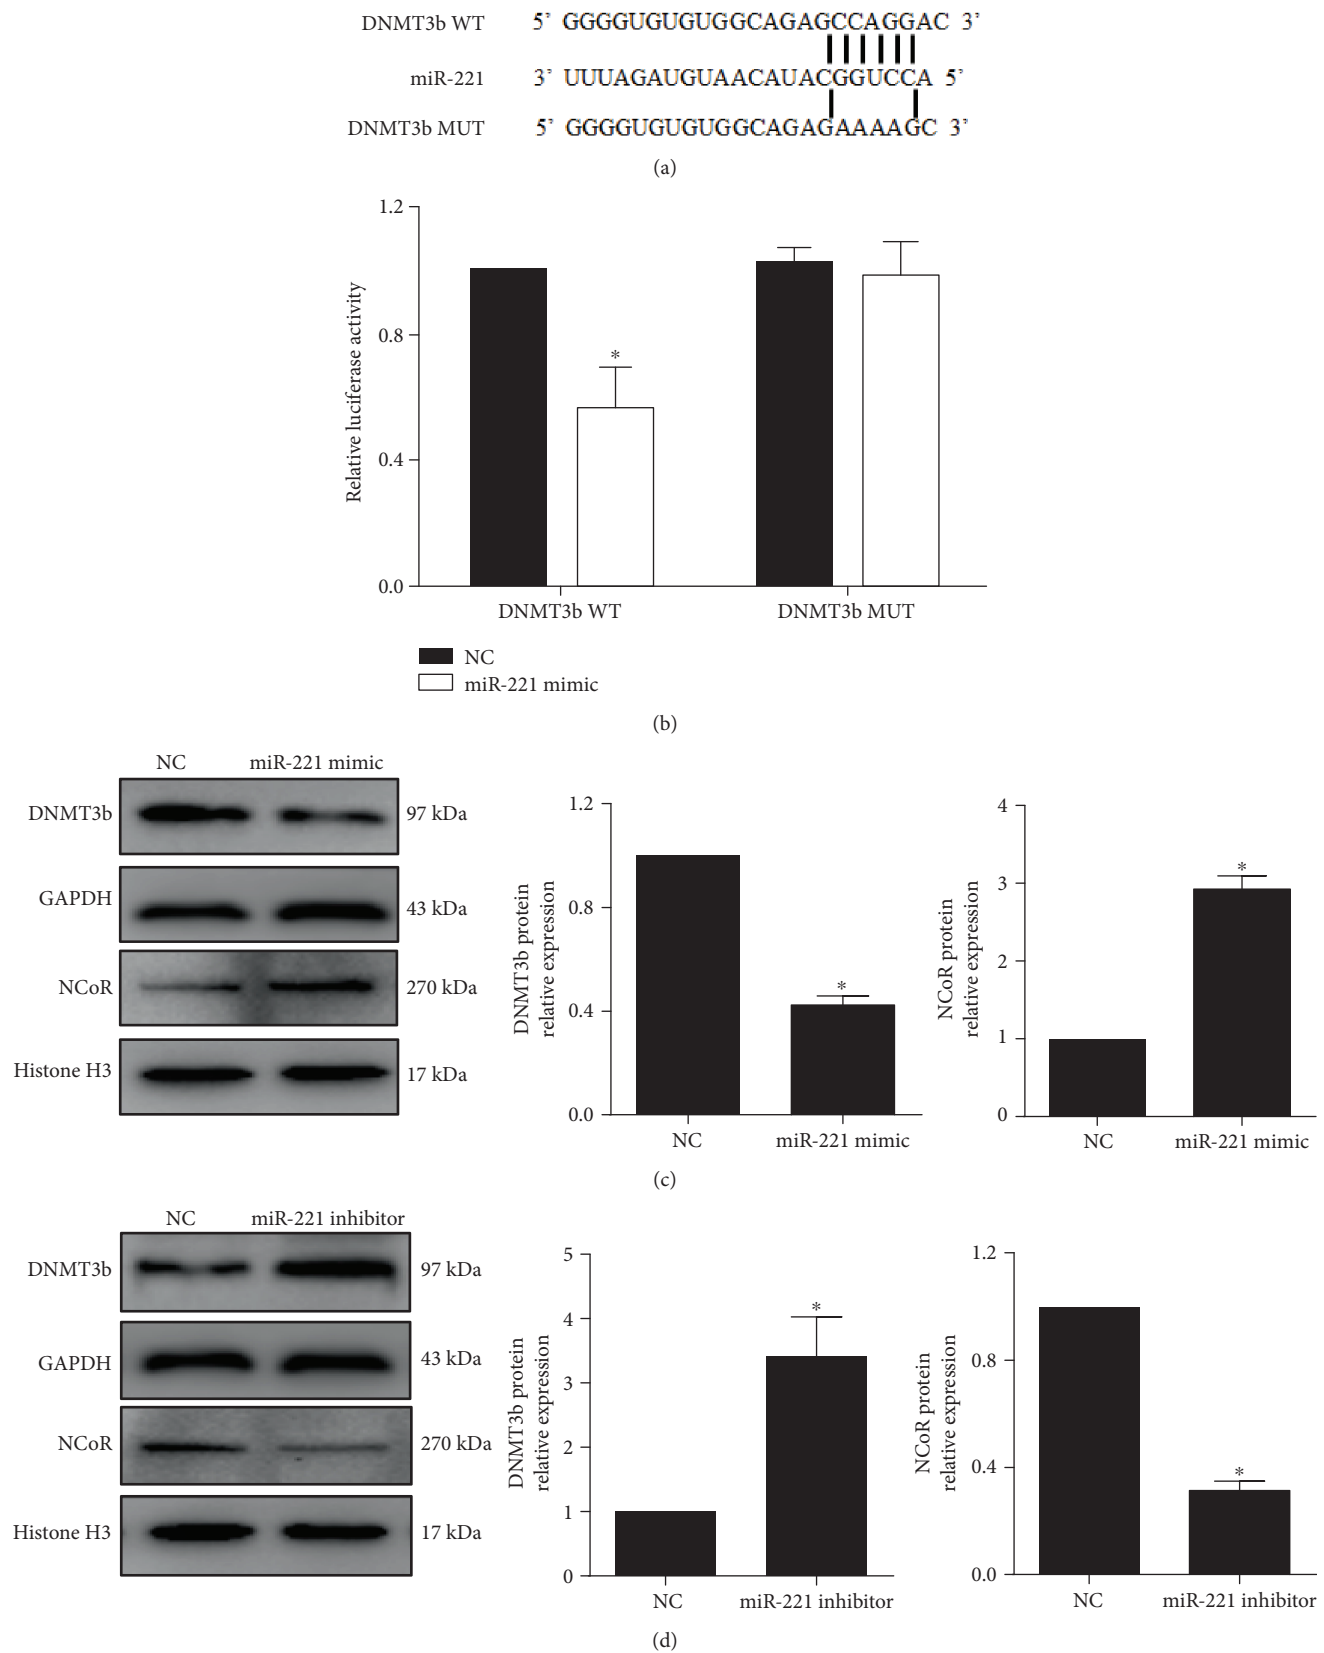 DNMT3b WT 5' GGGGUGUGUGGCAGAGCCAGGAC 3'
miR-221 3' UUUAGAUGUAACAUACGGUCCA 5'
DNMT3b MUT 5' GGGGUGUGUGGCAGAGAAAAGC 3'
(a)
1.2
0.8
0.4
0.0
Relative luciferase activity
*
DNMT3b WT DNMT3b MUT
NC
miR-221 mimic
(b)
NC miR-221 mimic
DNMT3b 97 kDa
GAPDH 43 kDa
NCoR 270 kDa
Histone H3 17 kDa
DNMT3b protein
relative expression
1.2
0.8
0.4
0.0
*
NC miR-221 mimic
NCoR protein
relative expression
4
3
2
1
0
*
NC miR-221 mimic
(c)
NC miR-221 inhibitor
DNMT3b 97 kDa
GAPDH 43 kDa
NCoR 270 kDa
Histone H3 17 kDa
DNMT3b protein
relative expression
5
4
3
2
1
0
*
NC miR-221 inhibitor
NCoR protein
relative expression
1.2
0.8
0.4
0.0
*
NC miR-221 inhibitor
(d)